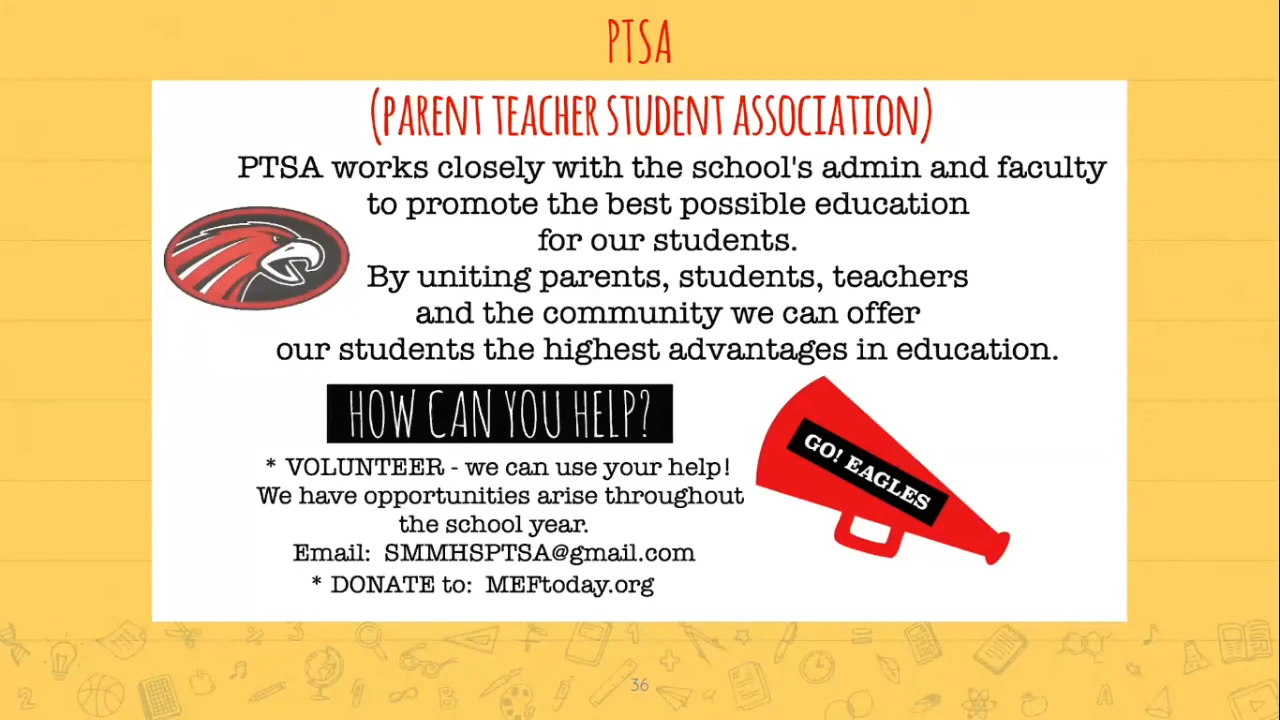 PTSA
(PARENT TEACHER STUDENT ASSOCIATION)
PTSA works closely with the school's admin and faculty
to promote the best possible education
for our students.
By uniting parents, students, teachers
and the community we can offer
our students the highest advantages in education.
HOW CAN YOU HELP?
* VOLUNTEER - we can use your help!
We have opportunities arise throughout
the school year.
Email: SMMHSPTSA@gmail.com
* DONATE to: MEFtoday.org
GO! EAGLES
36